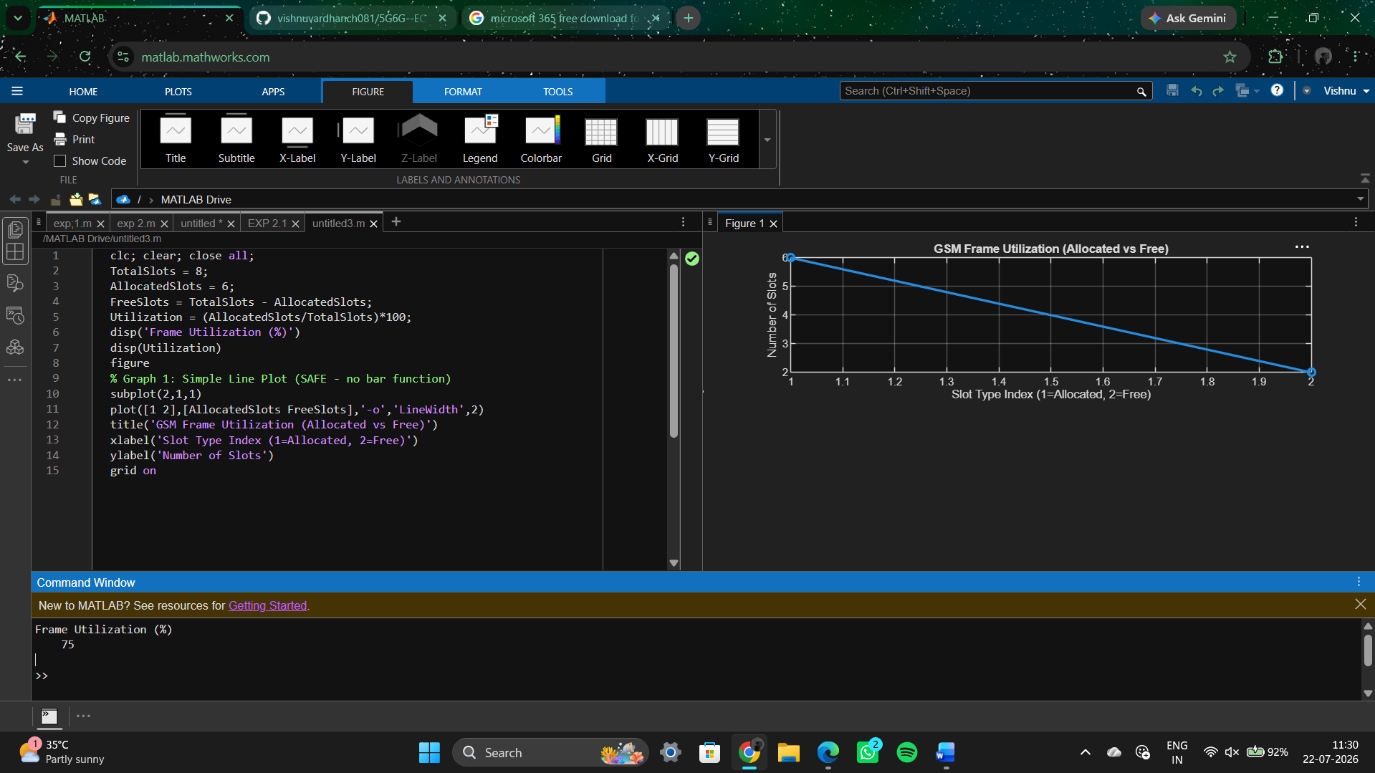 MATLAB
vishnuvardhanch081/5G6G--EC
microsoft 365 free download fo
Ask Gemini
matlab.mathworks.com
HOME
PLOTS
APPS
FIGURE
FORMAT
TOOLS
Search (Ctrl+Shift+Space)
Vishnu
Save As
Copy Figure
Print
Show Code
FILE
Title
Subtitle
X-Label
Y-Label
Z-Label
Legend
Colorbar
Grid
X-Grid
Y-Grid
LABELS AND ANNOTATIONS
/ › MATLAB Drive
exp;1.m
exp 2.m
untitled *
EXP 2.1
untitled3.m
/MATLAB Drive/untitled3.m
1 clc; clear; close all;
2 TotalSlots = 8;
3 AllocatedSlots = 6;
4 FreeSlots = TotalSlots - AllocatedSlots;
5 Utilization = (AllocatedSlots/TotalSlots)*100;
6 disp('Frame Utilization (%)')
7 disp(Utilization)
8 figure
9 % Graph 1: Simple Line Plot (SAFE - no bar function)
10 subplot(2,1,1)
11 plot([1 2],[AllocatedSlots FreeSlots],'-o','LineWidth',2)
12 title('GSM Frame Utilization (Allocated vs Free)')
13 xlabel('Slot Type Index (1=Allocated, 2=Free)')
14 ylabel('Number of Slots')
15 grid on
Figure 1
GSM Frame Utilization (Allocated vs Free)
Number of Slots
6
5
4
3
2
1 1.1 1.2 1.3 1.4 1.5 1.6 1.7 1.8 1.9 2
Slot Type Index (1=Allocated, 2=Free)
Command Window
New to MATLAB? See resources for Getting Started.
Frame Utilization (%)
75
>>
1
35°C
Partly sunny
Search
2
ENG
IN
92%
11:30
22-07-2026